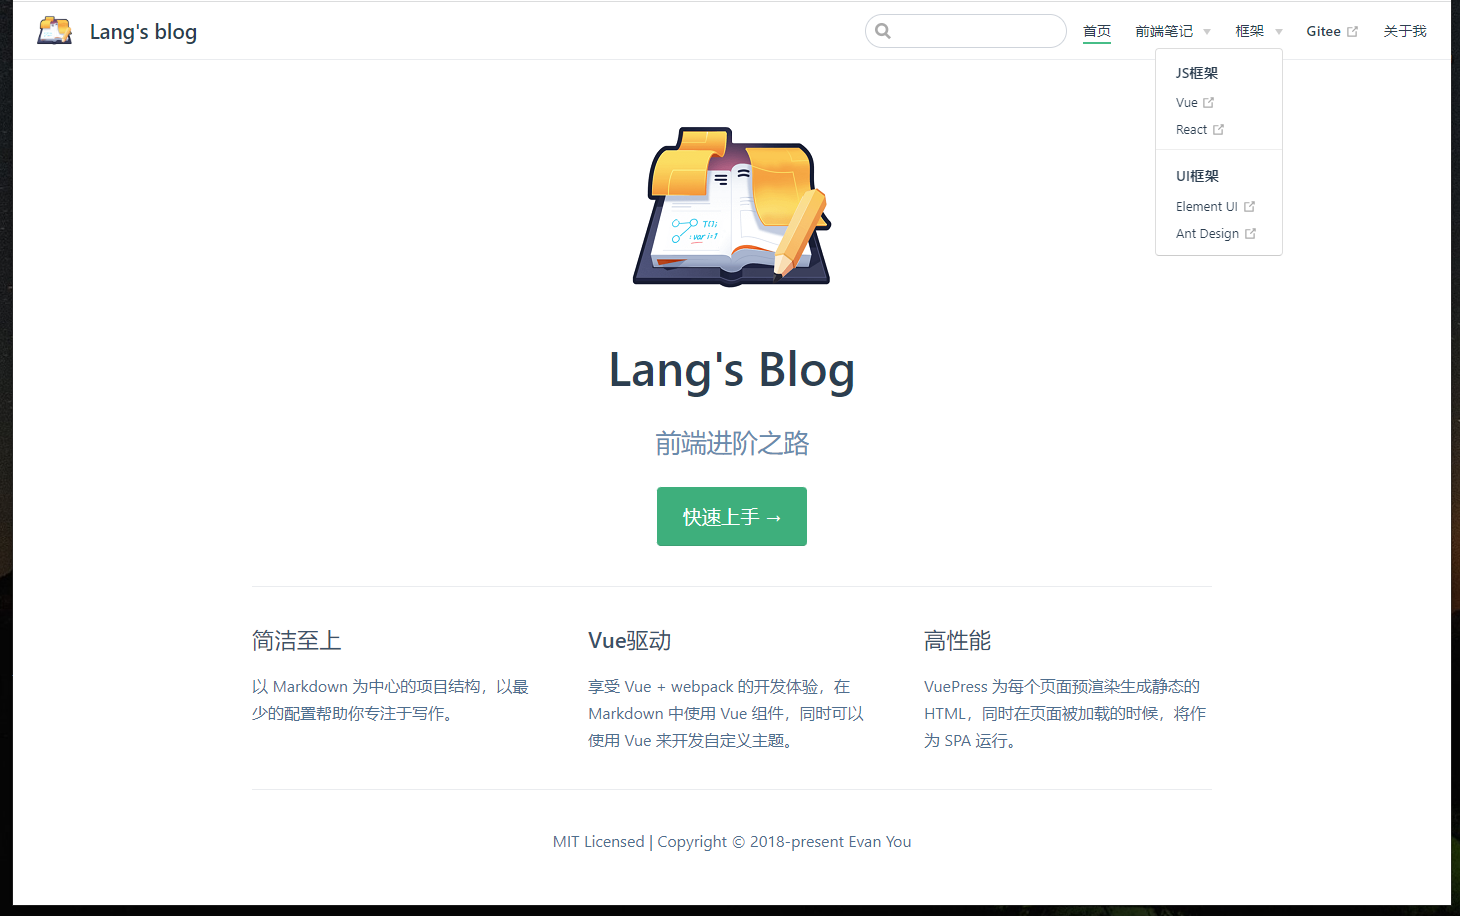 Lang's blog
首页 前端笔记 框架 Gitee 关于我
JS框架
Vue
React
UI框架
Element UI
Ant Design
T(1);
var i=1
Lang's Blog
前端进阶之路
快速上手 →
简洁至上
以 Markdown 为中心的项目结构，以最
少的配置帮助你专注于写作。
Vue驱动
享受 Vue + webpack 的开发体验，在
Markdown 中使用 Vue 组件，同时可以
使用 Vue 来开发自定义主题。
高性能
VuePress 为每个页面预渲染生成静态的
HTML，同时在页面被加载的时候，将作
为 SPA 运行。
MIT Licensed | Copyright © 2018-present Evan You